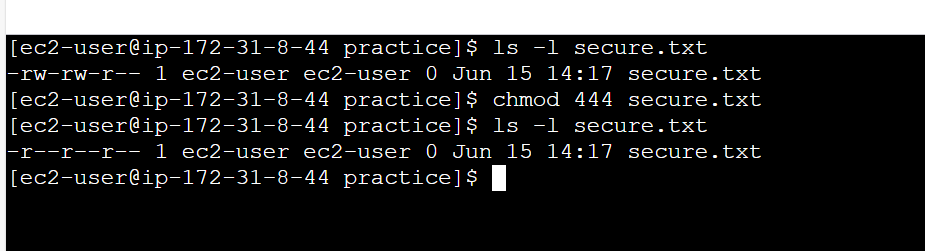 [ec2-user@ip-172-31-8-44 practice]$ ls -l secure.txt
-rw-rw-r-- 1 ec2-user ec2-user 0 Jun 15 14:17 secure.txt
[ec2-user@ip-172-31-8-44 practice]$ chmod 444 secure.txt
[ec2-user@ip-172-31-8-44 practice]$ ls -l secure.txt
-r--r--r-- 1 ec2-user ec2-user 0 Jun 15 14:17 secure.txt
[ec2-user@ip-172-31-8-44 practice]$